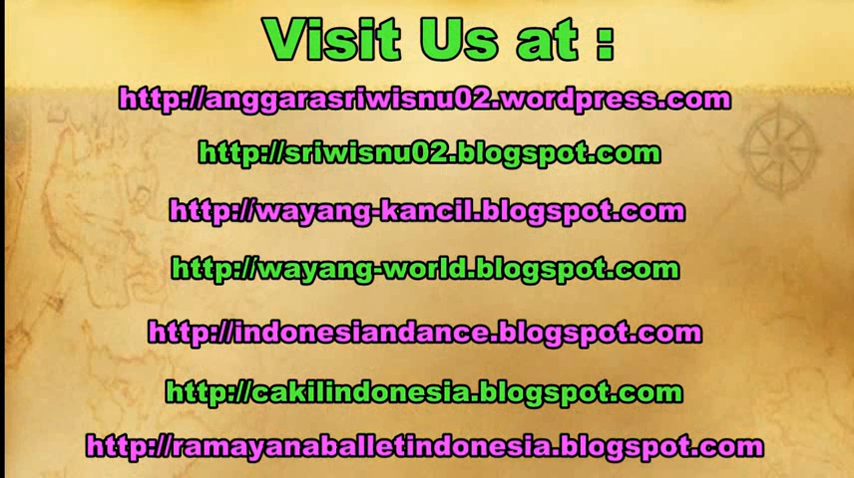 Visit Us at :
http://anggarasriwisnu02.wordpress.com
http://sriwisnu02.blogspot.com
http://wayang-kancil.blogspot.com
http://wayang-world.blogspot.com
http://indonesiandance.blogspot.com
http://cakilindonesia.blogspot.com
http://ramayanaballetindonesia.blogspot.com